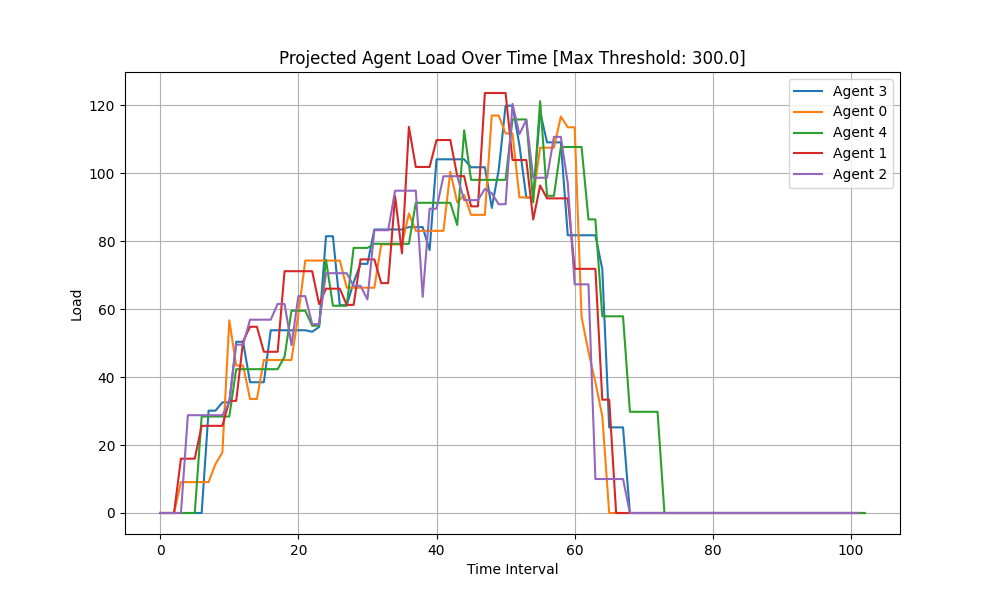 Projected Agent Load Over Time [Max Threshold: 300.0]
Agent 3
Agent 0
Agent 4
Agent 1
Agent 2
Load
120
100
80
60
40
20
0
0 20 40 60 80 100
Time Interval